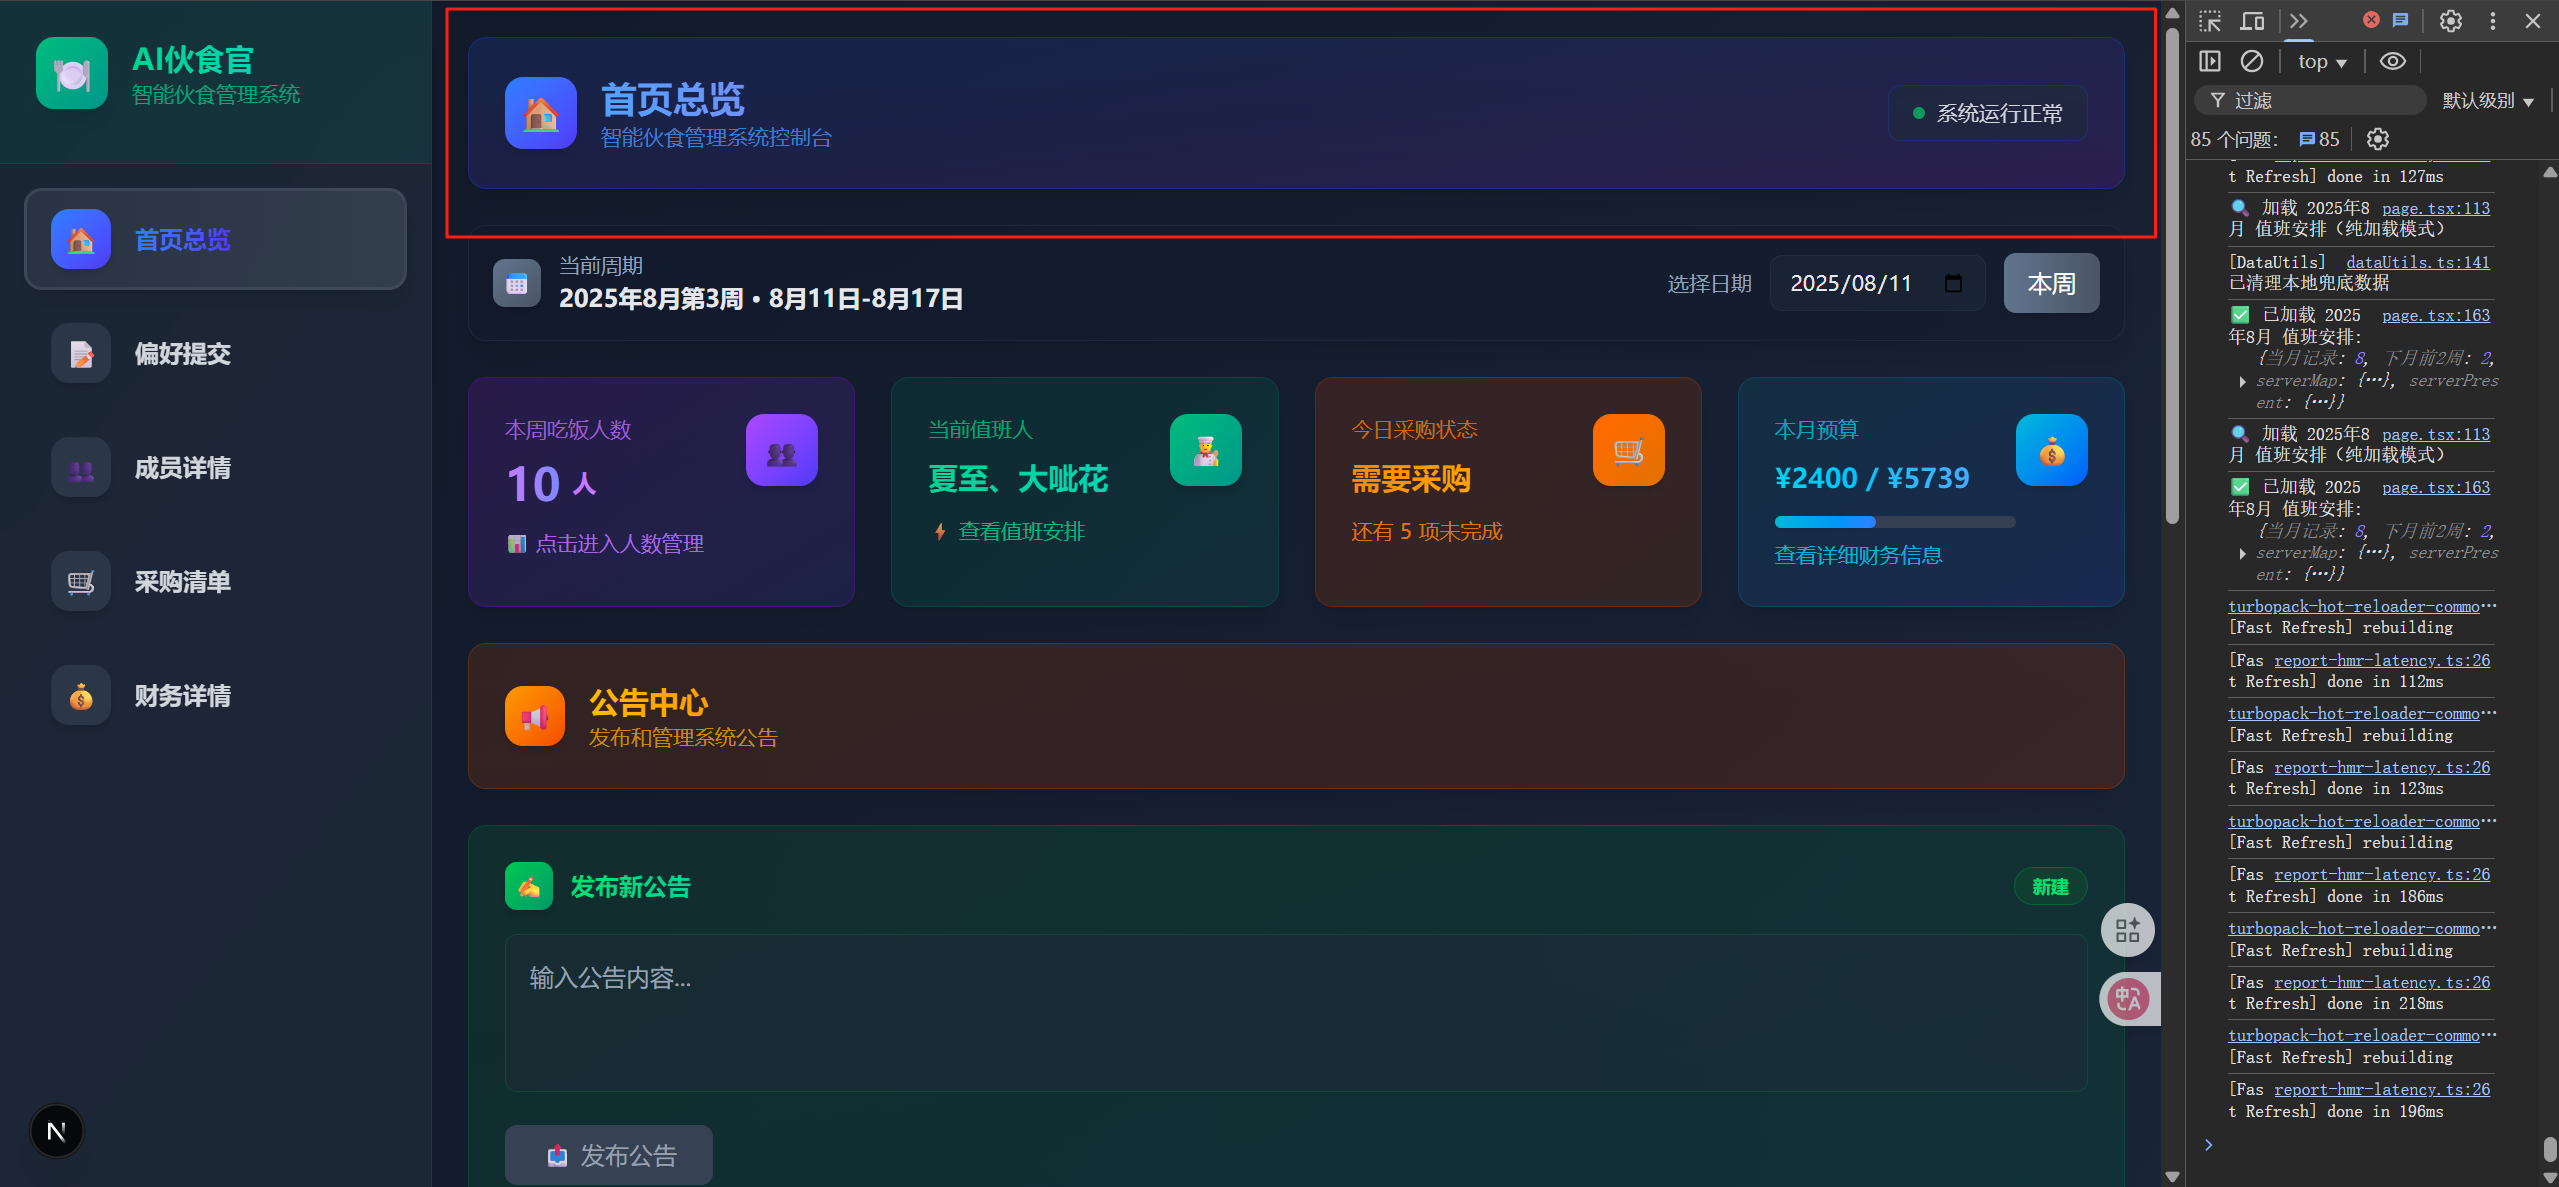 AI伙食官
智能伙食管理系统
首页总览
偏好提交
成员详情
采购清单
财务详情
N
首页总览
智能伙食管理系统控制台
系统运行正常
当前周期
2025年8月第3周 • 8月11日-8月17日
选择日期
2025/08/11
本周
本周吃饭人数
10 人
点击进入人数管理
当前值班人
夏至、大呲花
查看值班安排
今日采购状态
需要采购
还有 5 项未完成
本月预算
¥2400 / ¥5739
查看详细财务信息
公告中心
发布和管理系统公告
发布新公告
新建
输入公告内容...
发布公告
中A
top
过滤
默认级别
85 个问题：
85
t Refresh] done in 127ms
加载 2025年8 page.tsx:113
月 值班安排（纯加载模式）
[DataUtils] dataUtils.ts:141
已清理本地兜底数据
已加载 2025 page.tsx:163
年8月 值班安排：
{当月记录: 8, 下月前2周: 2,
serverMap: {…}, serverPres
ent: {…}}
加载 2025年8 page.tsx:113
月 值班安排（纯加载模式）
已加载 2025 page.tsx:163
年8月 值班安排：
{当月记录: 8, 下月前2周: 2,
serverMap: {…}, serverPres
ent: {…}}
turbopack-hot-reloader-commo…
[Fast Refresh] rebuilding
[Fas report-hmr-latency.ts:26
t Refresh] done in 112ms
turbopack-hot-reloader-commo…
[Fast Refresh] rebuilding
[Fas report-hmr-latency.ts:26
t Refresh] done in 123ms
turbopack-hot-reloader-commo…
[Fast Refresh] rebuilding
[Fas report-hmr-latency.ts:26
t Refresh] done in 186ms
turbopack-hot-reloader-commo…
[Fast Refresh] rebuilding
[Fas report-hmr-latency.ts:26
t Refresh] done in 218ms
turbopack-hot-reloader-commo…
[Fast Refresh] rebuilding
[Fas report-hmr-latency.ts:26
t Refresh] done in 196ms